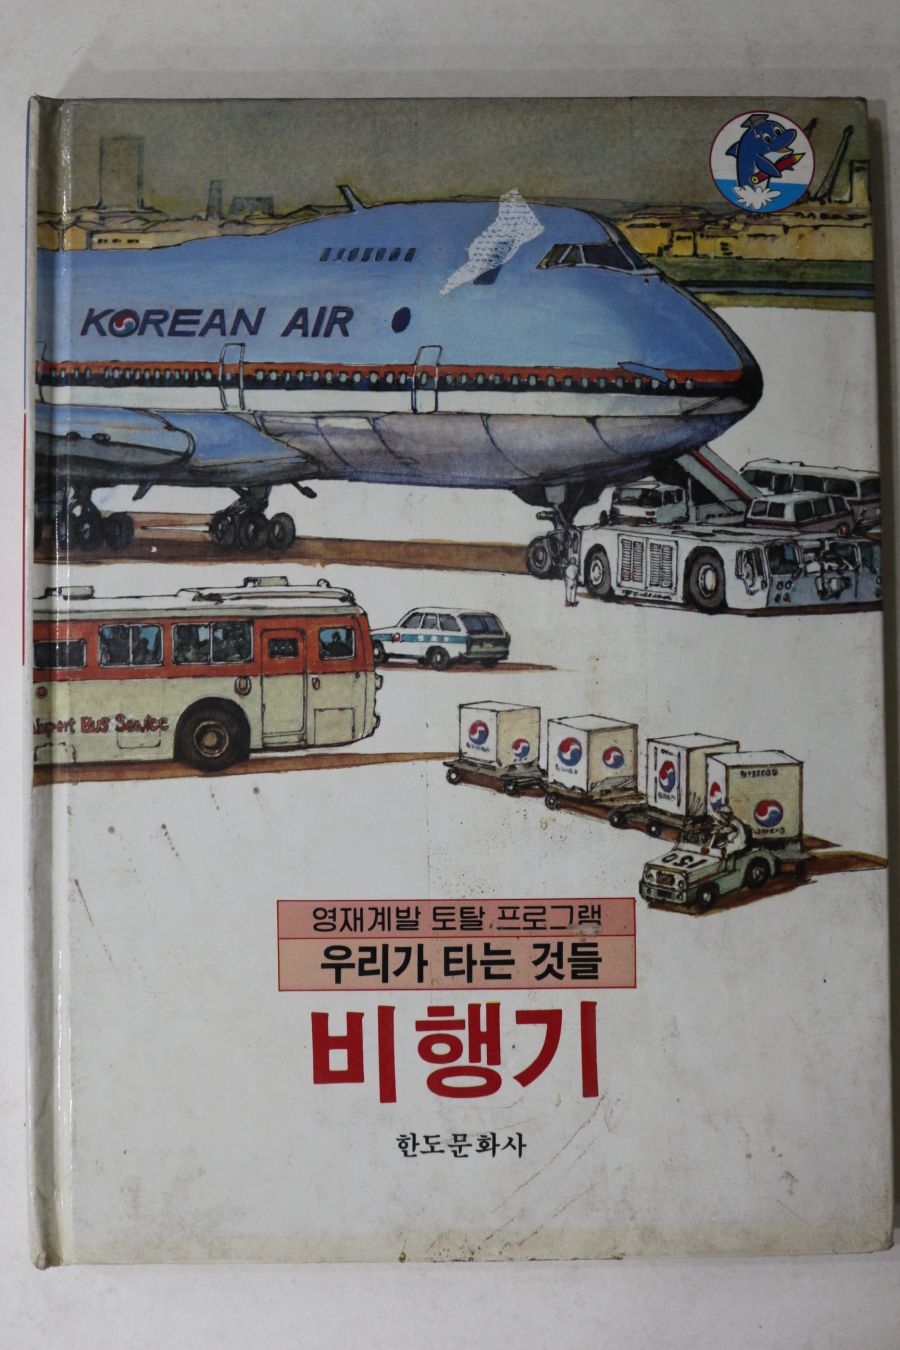 KOREAN AIR
Airport Bus Service
150
영재계발 토탈 프로그램
우리가 타는 것들
비행기
한도문화사